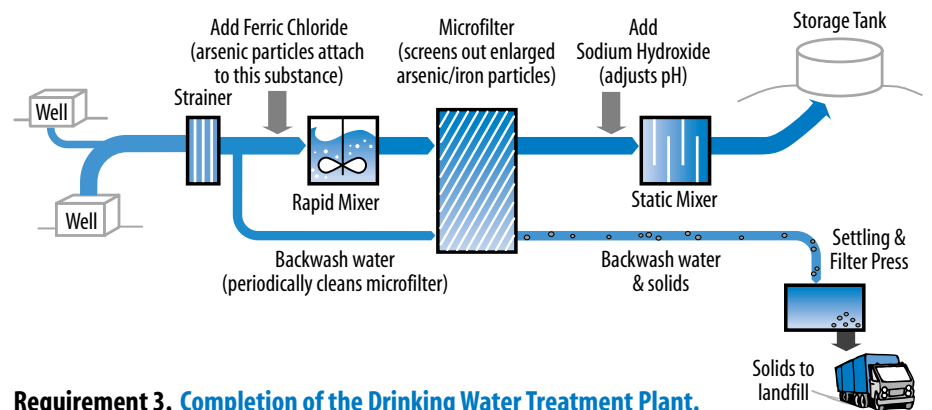 Add Ferric Chloride
(arsenic particles attach
to this substance)
Microfilter
(screens out enlarged
arsenic/iron particles)
Add
Sodium Hydroxide
(adjusts pH)
Storage Tank
Strainer
Well
Well
Rapid Mixer
Static Mixer
Backwash water
(periodically cleans microfilter)
Backwash water
& solids
Settling &
Filter Press
Solids to
landfill
Requirement 3. Completion of the Drinking Water Treatment Plant.